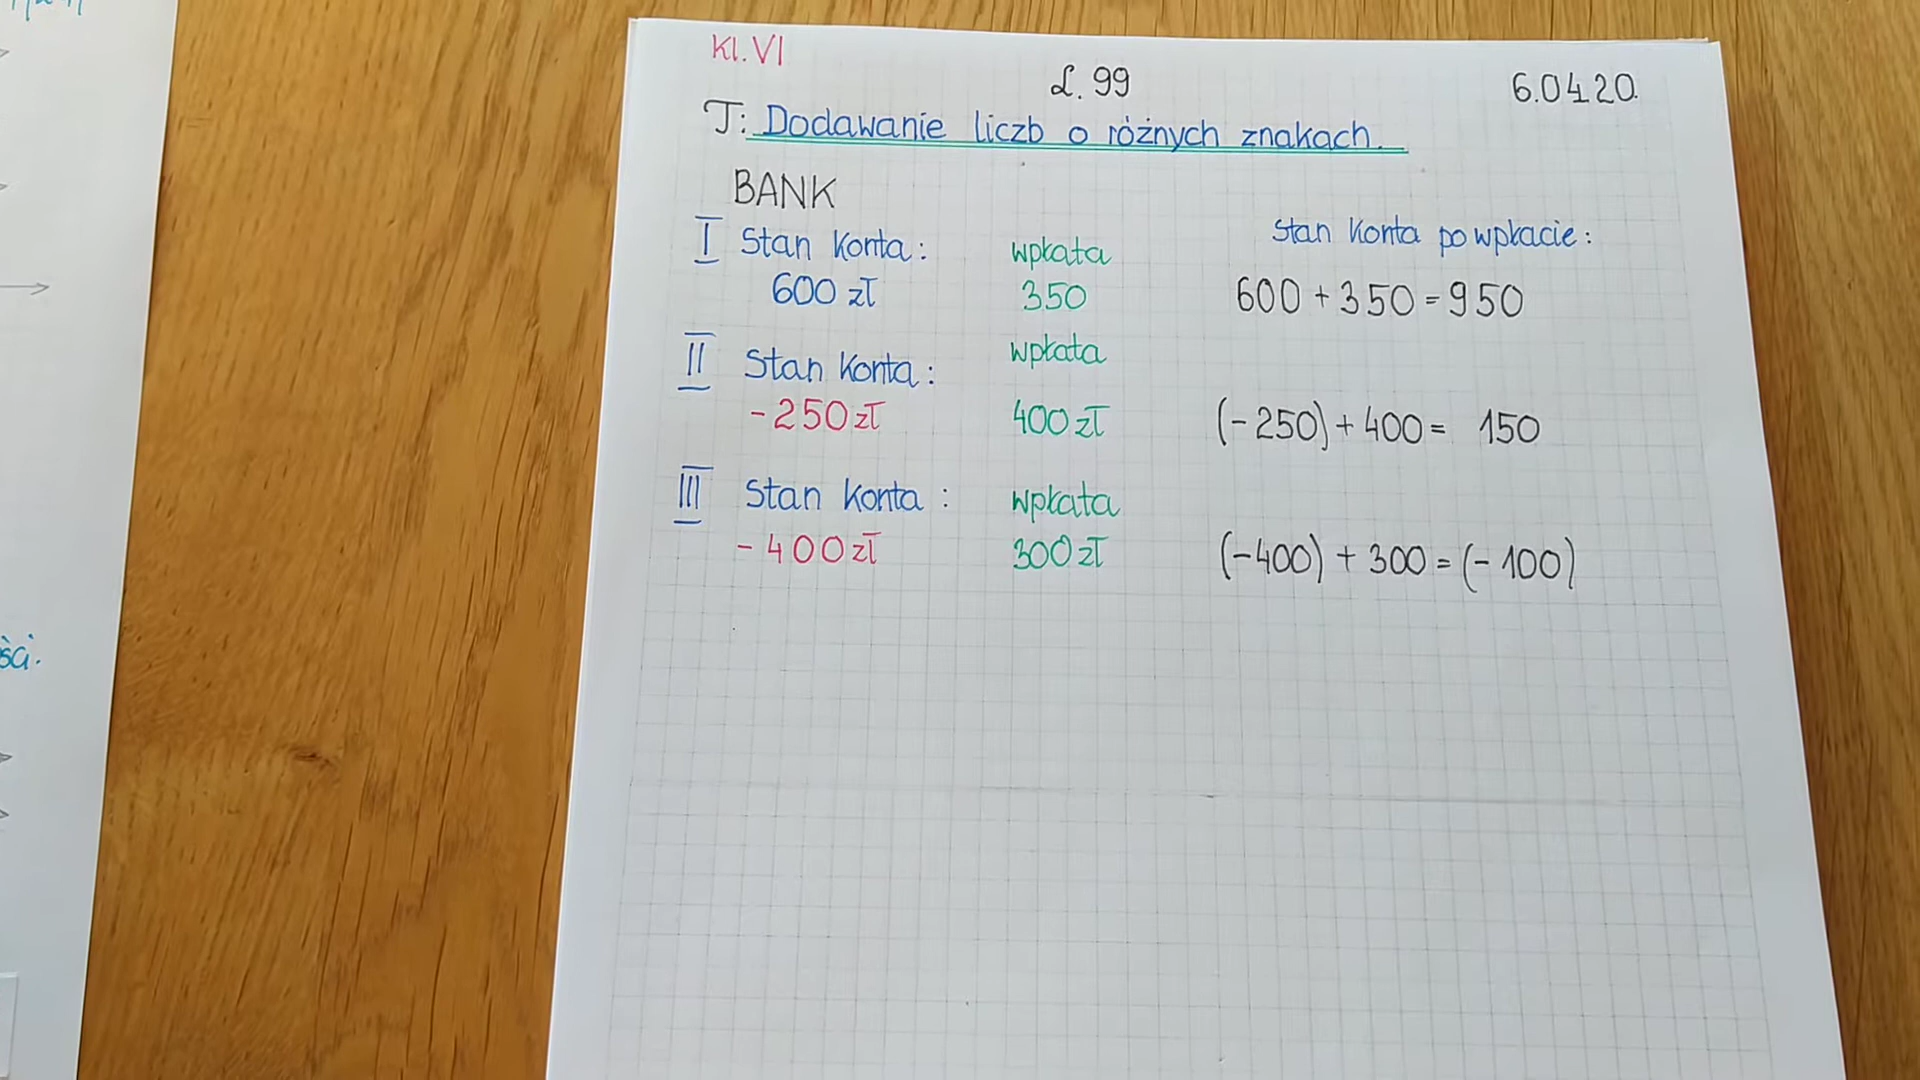 Kl. VI
L. 99
6.04.20.
T: Dodawanie liczb o różnych znakach.
BANK
I Stan konta: wpłata Stan konta po wpłacie:
600 zł 350 600 + 350 = 950
II Stan konta: wpłata
-250 zł 400 zł (-250) + 400 = 150
III Stan konta: wpłata
-400 zł 300 zł (-400) + 300 = (-100)
ści.